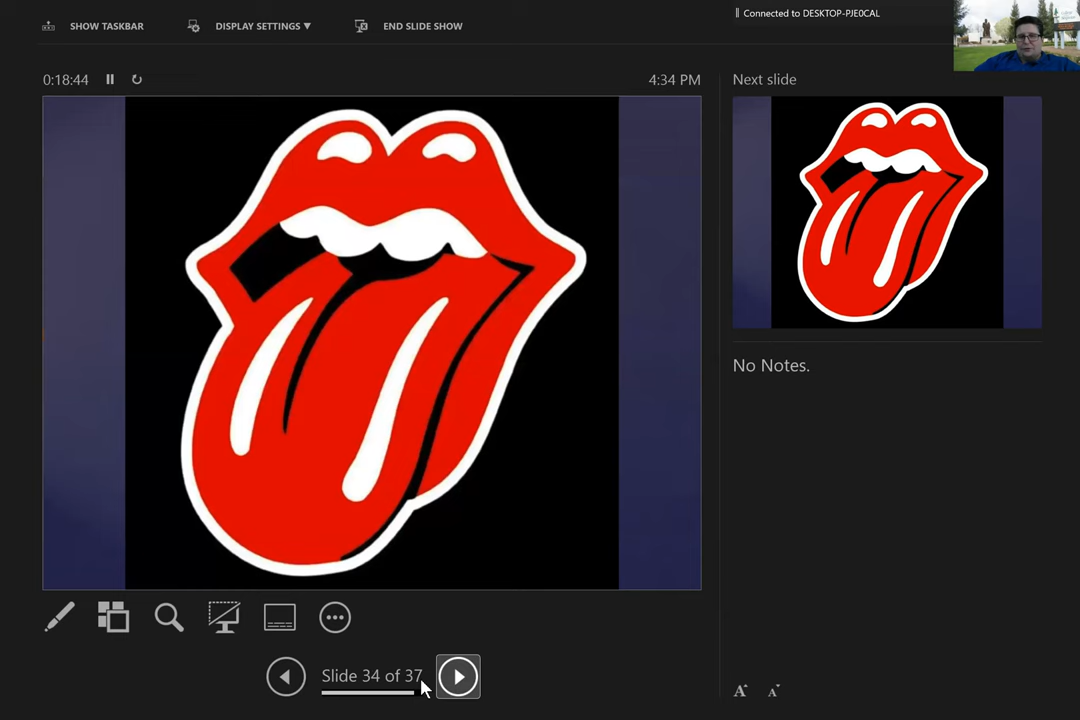 SHOW TASKBAR
DISPLAY SETTINGS ▼
END SLIDE SHOW
Connected to DESKTOP-PJE0CAL
0:18:44
4:34 PM
Next slide
No Notes.
Slide 34 of 37
A
A